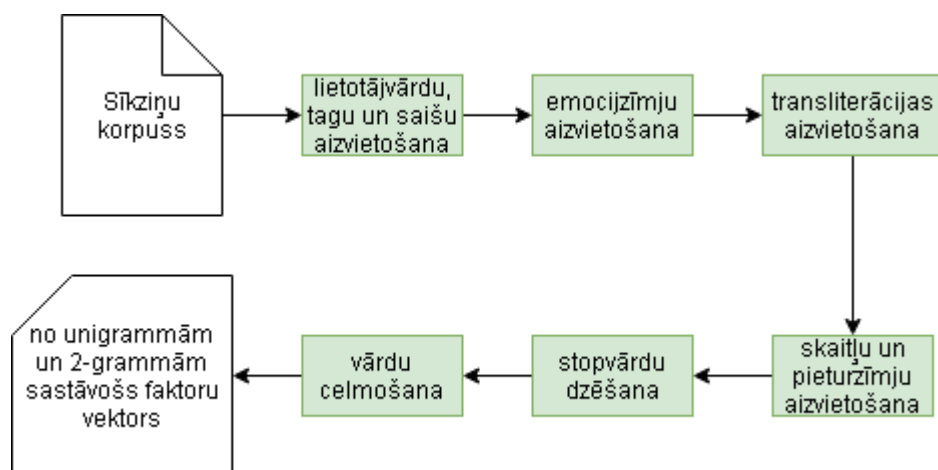 Sīkziņu
korpuss
lietotājvārdu,
tagu un saišu
aizvietošana
emocijzīmju
aizvietošana
transliterācijas
aizvietošana
skaitļu un
pieturzīmju
aizvietošana
stopvārdu
dzēšana
vārdu
celmošana
no unigrammām
un 2-grammām
sastāvošs faktoru
vektors